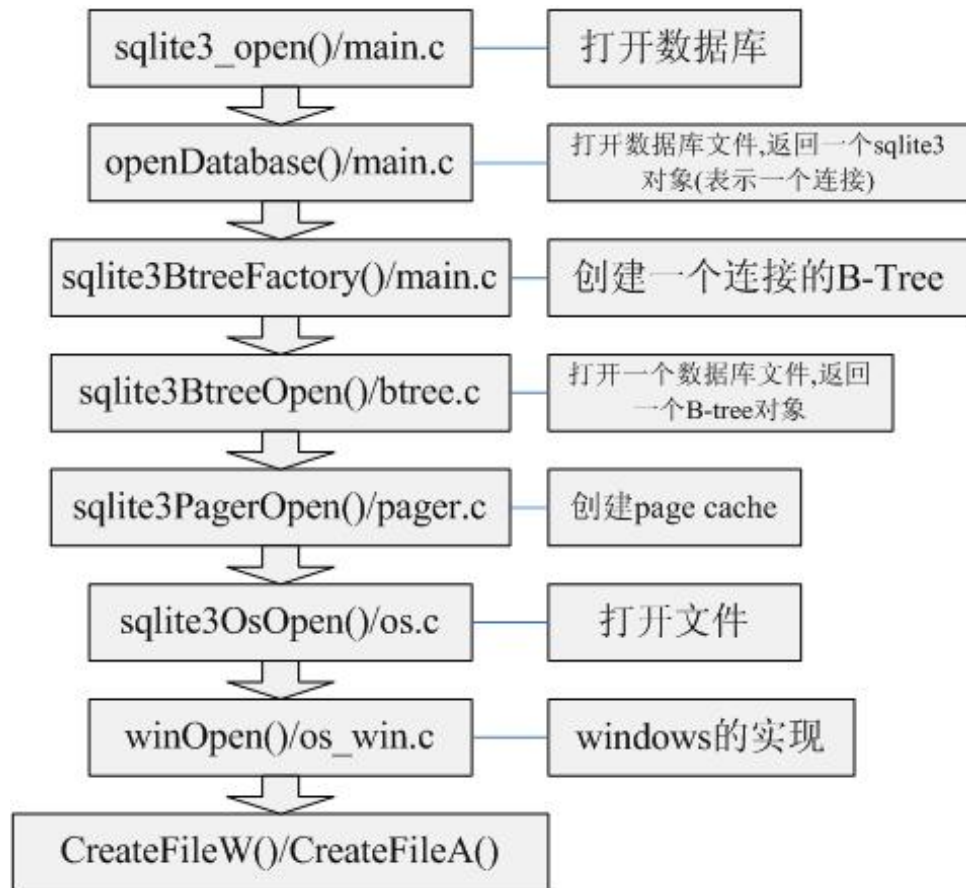 sqlite3_open()/main.c
打开数据库
openDatabase()/main.c
打开数据库文件,返回一个sqlite3
对象(表示一个连接)
sqlite3BtreeFactory()/main.c
创建一个连接的B-Tree
sqlite3BtreeOpen()/btree.c
打开一个数据库文件,返回
一个B-tree对象
sqlite3PagerOpen()/pager.c
创建page cache
sqlite3OsOpen()/os.c
打开文件
winOpen()/os_win.c
windows的实现
CreateFileW()/CreateFileA()